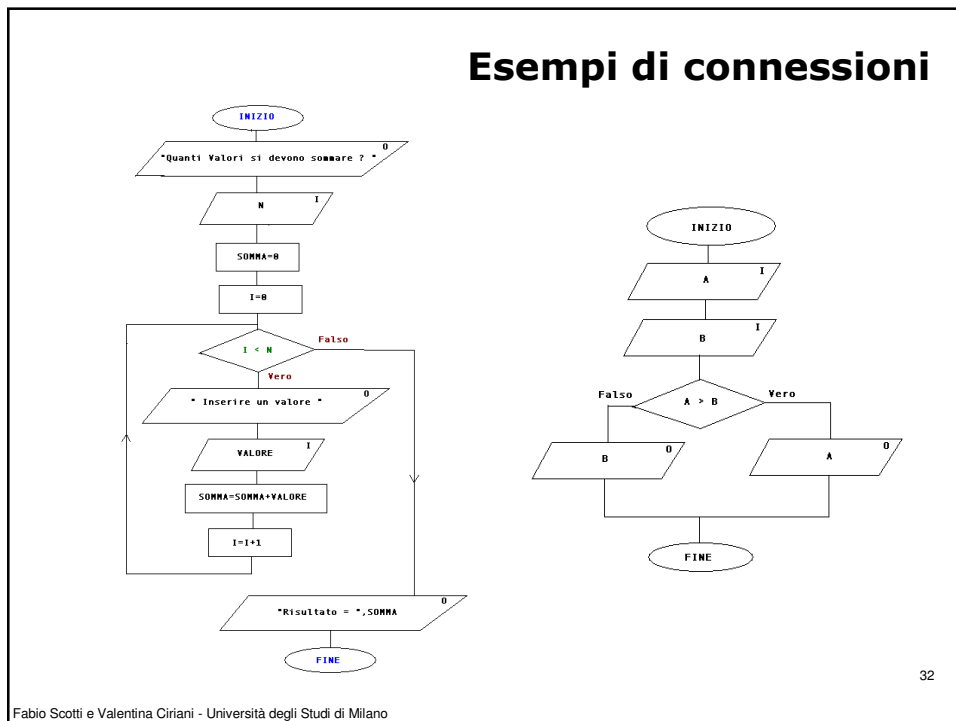 Esempi di connessioni
INIZIO
O
"Quanti Valori si devono sommare ? "
N
I
SOMMA=0
I=0
I < N
Falso
Vero
O
" Inserire un valore "
VALORE
I
SOMMA=SOMMA+VALORE
I=I+1
O
"Risultato = ",SOMMA
FINE
INIZIO
A
I
B
I
Falso
A > B
Vero
B
O
A
O
FINE
32
Fabio Scotti e Valentina Ciriani - Università degli Studi di Milano